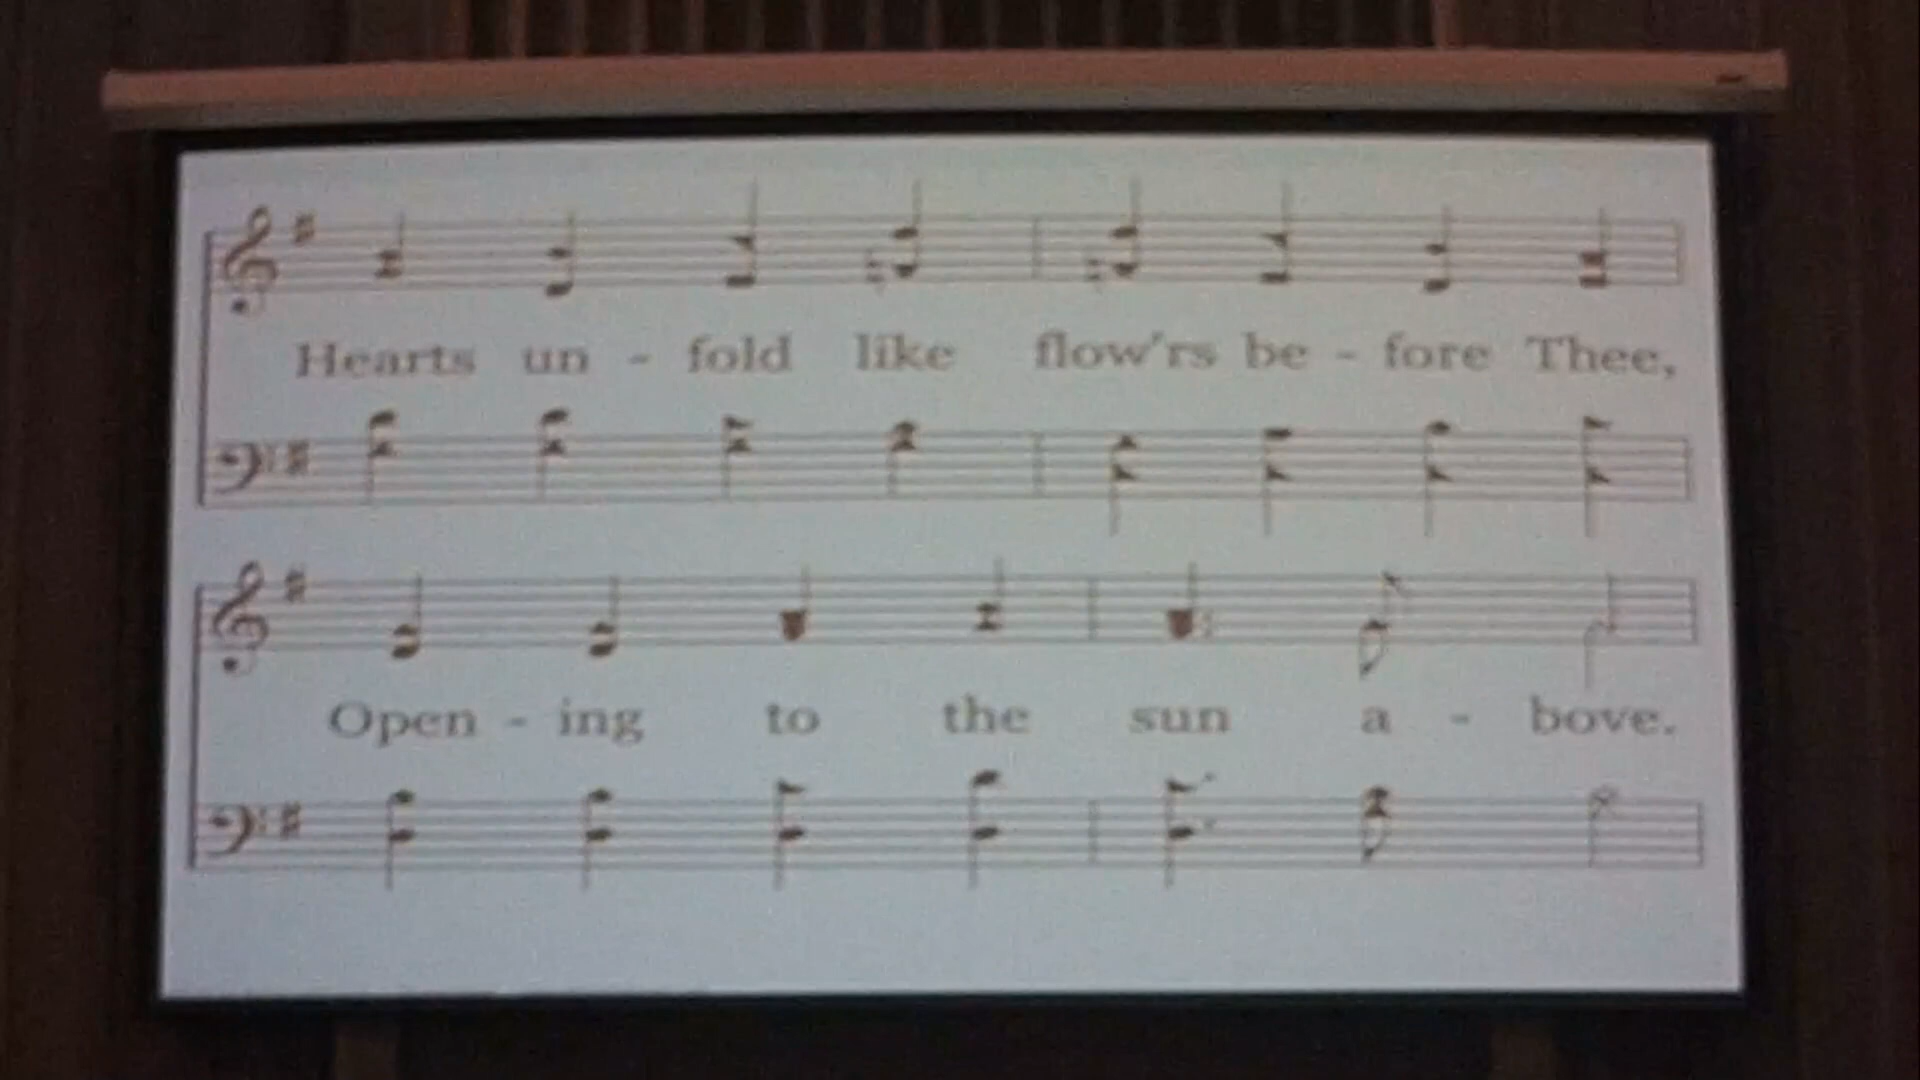 Hearts un - fold like flow'rs be - fore Thee,
Open - ing to the sun a - bove.